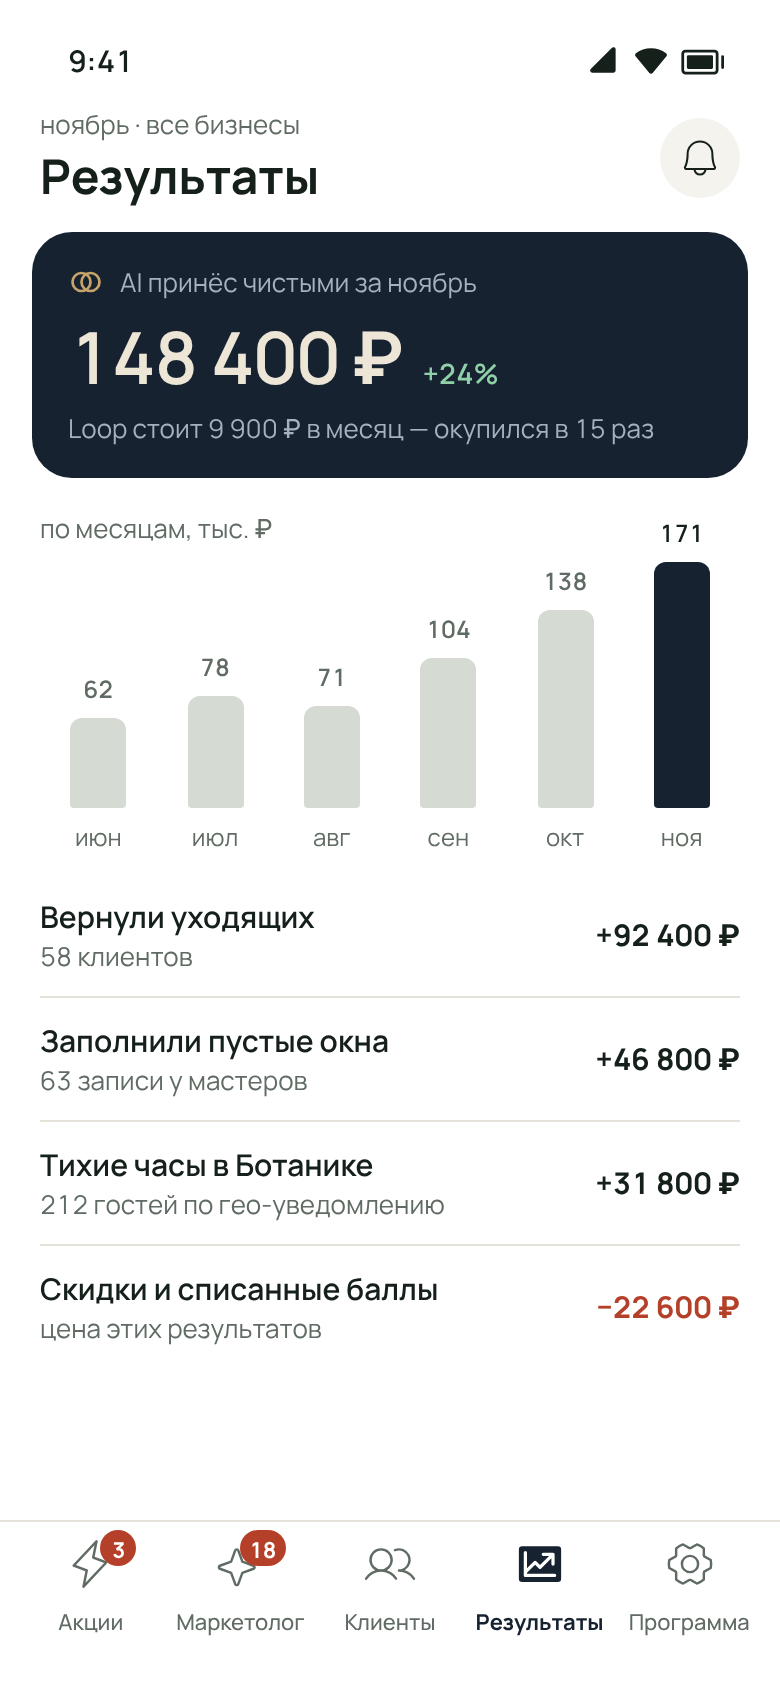 9:41
ноябрь · все бизнесы
Результаты
AI принёс чистыми за ноябрь
148 400 ₽ +24%
Loop стоит 9 900 ₽ в месяц — окупился в 15 раз
по месяцам, тыс. ₽
62 78 71 104 138 171
июн июл авг сен окт ноя
Вернули уходящих
58 клиентов
+92 400 ₽
Заполнили пустые окна
63 записи у мастеров
+46 800 ₽
Тихие часы в Ботанике
212 гостей по гео-уведомлению
+31 800 ₽
Скидки и списанные баллы
цена этих результатов
−22 600 ₽
3 18
Акции Маркетолог Клиенты Результаты Программа